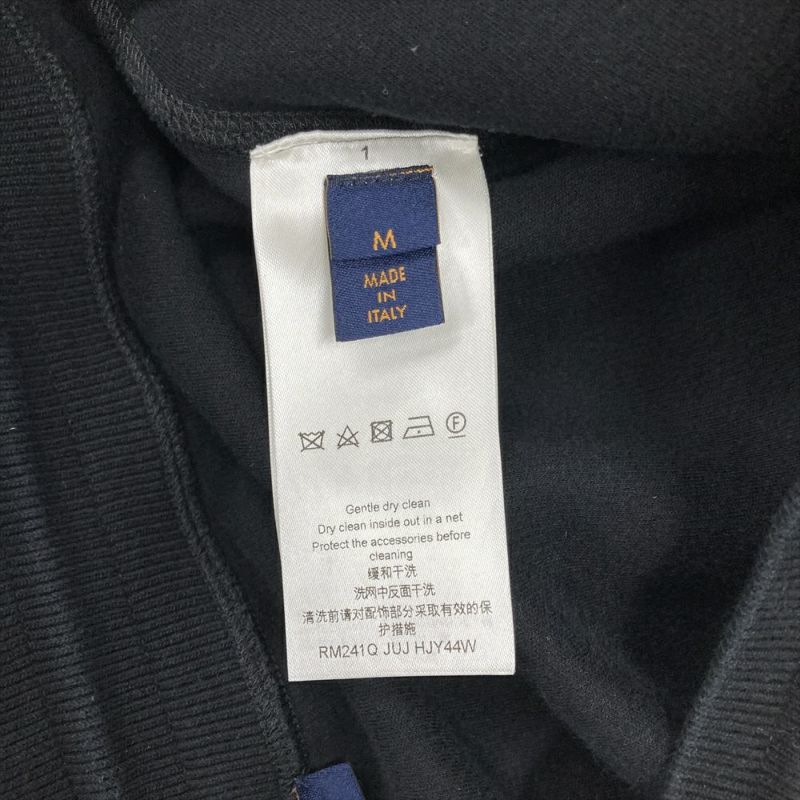 1
M
MADE
IN
ITALY
F
Gentle dry clean
Dry clean inside out in a net
Protect the accessories before
cleaning
缓和干洗
洗网中反面干洗
清洗前请对配饰部分采取有效的保
护措施
RM241Q JUJ HJY44W